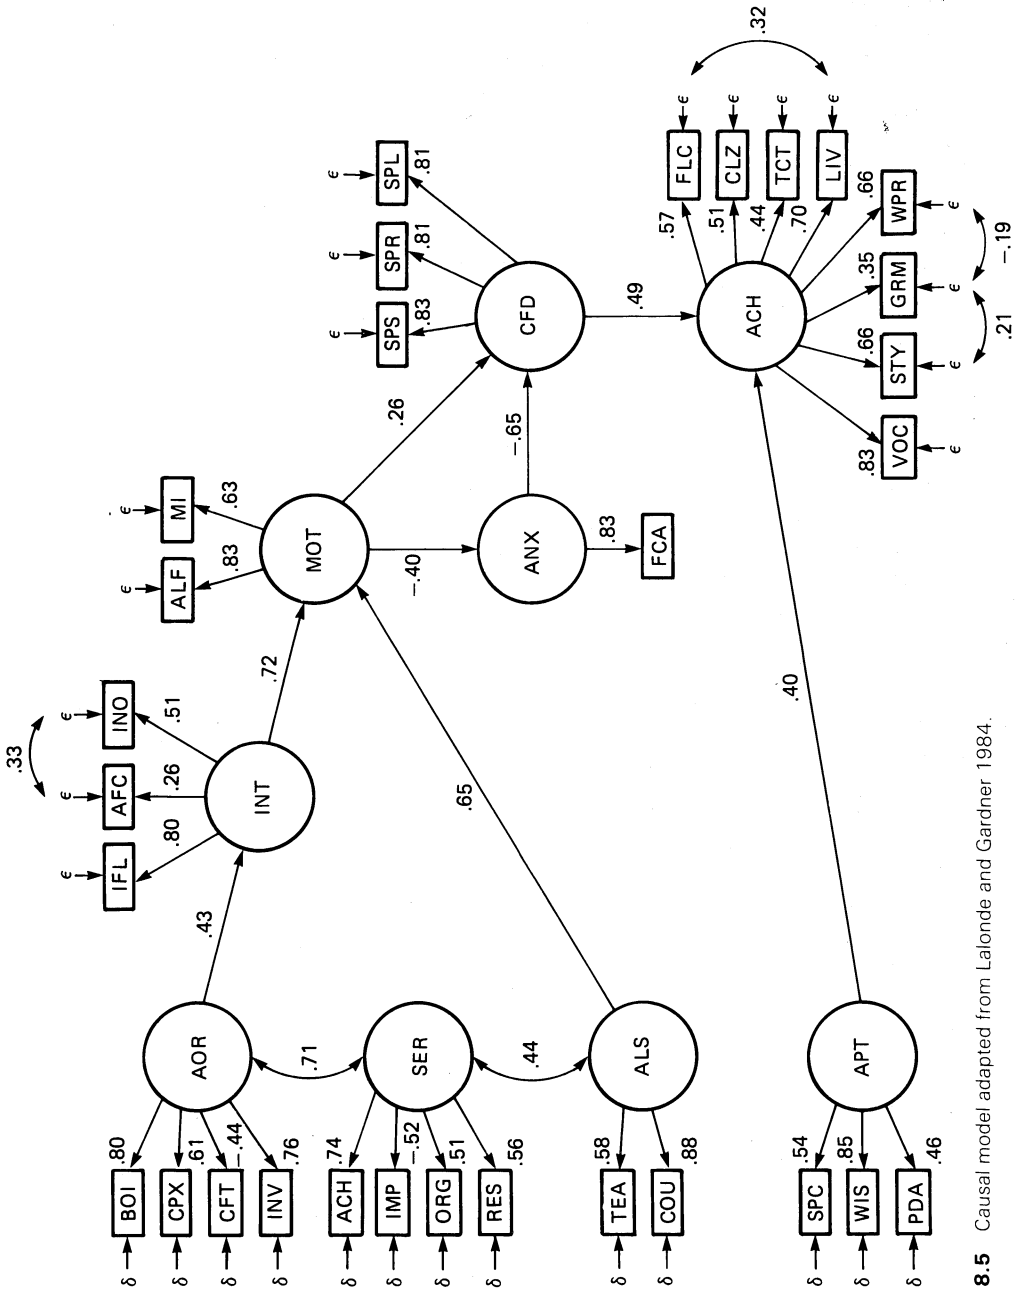 .33
ε
ε
ε
IFL
AFC
INO
.80
.26
.51
INT
.43
.72
ε
ε
ALF
MI
.83
.63
MOT
.26
−.40
ε
ε
ε
SPS
SPR
SPL
.83
.81
.81
CFD
−.65
.49
ANX
.83
FCA
δ
BOI
.80
δ
CPX
.61
δ
CFT
−.44
δ
INV
.76
AOR
.71
δ
ACH
.74
δ
IMP
−.52
δ
ORG
.51
δ
RES
.56
SER
.44
δ
TEA
.58
δ
COU
.88
ALS
.65
δ
SPC
.54
δ
WIS
.85
δ
PDA
.46
APT
.40
ACH
.57
FLC
ε
.51
CLZ
ε
.44
TCT
ε
.70
LIV
ε
.32
.83
.66
.35
.66
VOC
STY
GRM
WPR
ε
ε
ε
ε
.21
−.19
8.5 Causal model adapted from Lalonde and Gardner 1984.